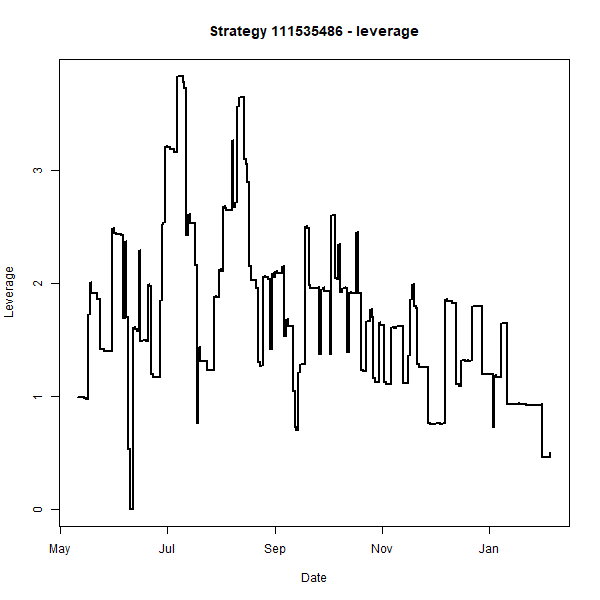 Strategy 111535486 - leverage
Leverage
3
2
1
0
May Jul Sep Nov Jan
Date